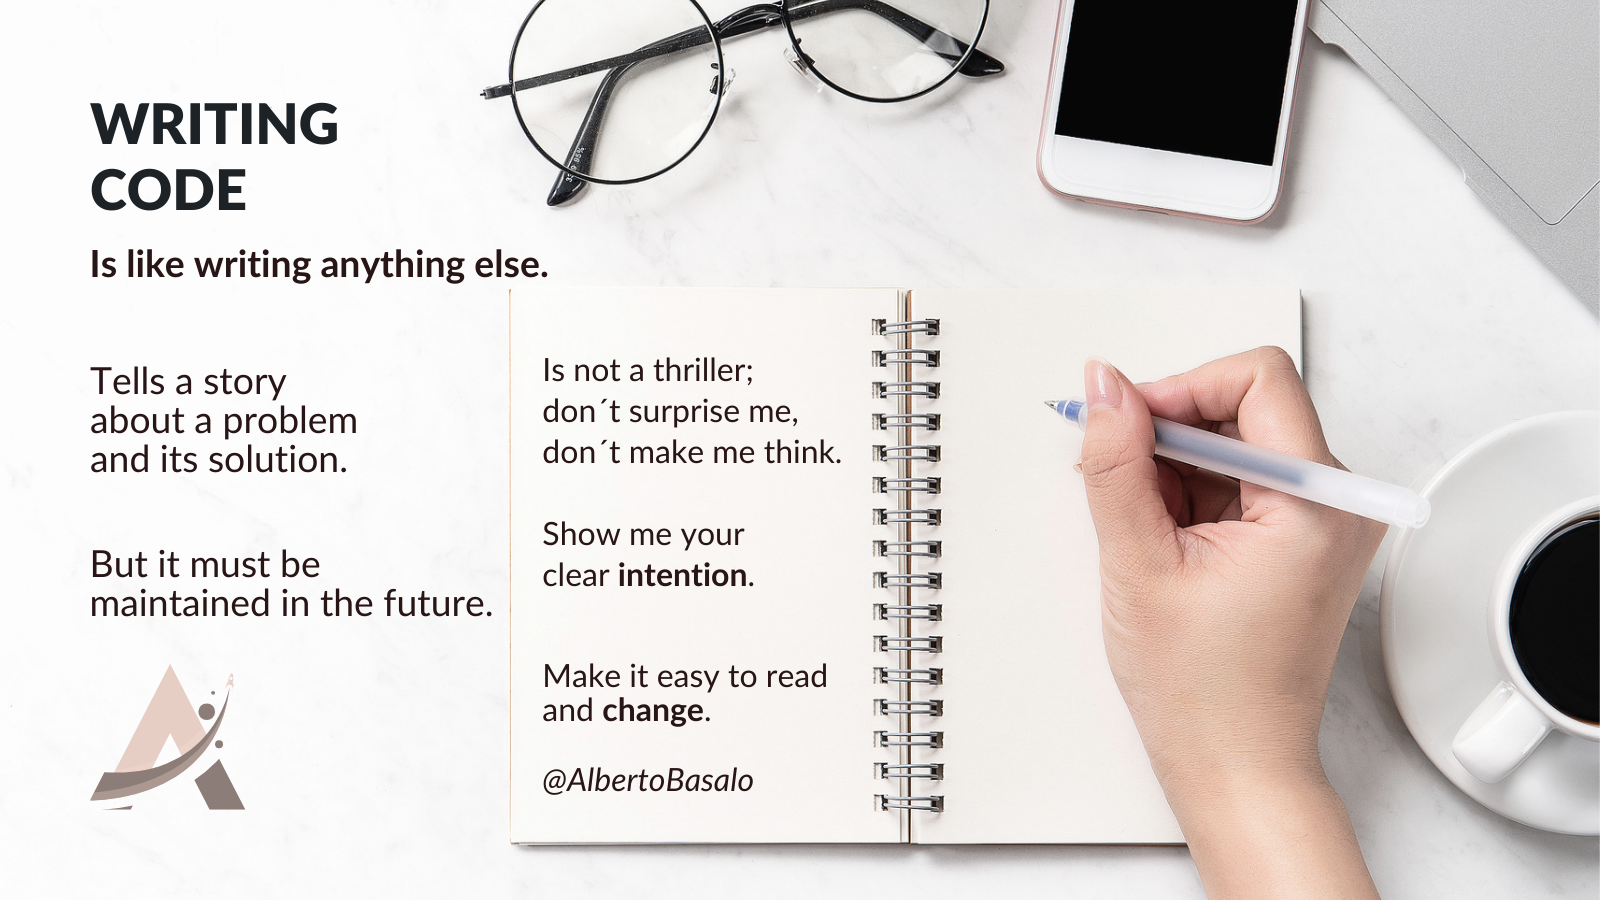 WRITING
CODE
Is like writing anything else.
Tells a story
about a problem
and its solution.
But it must be
maintained in the future.
Is not a thriller;
don´t surprise me,
don´t make me think.
Show me your
clear intention.
Make it easy to read
and change.
@AlbertoBasalo